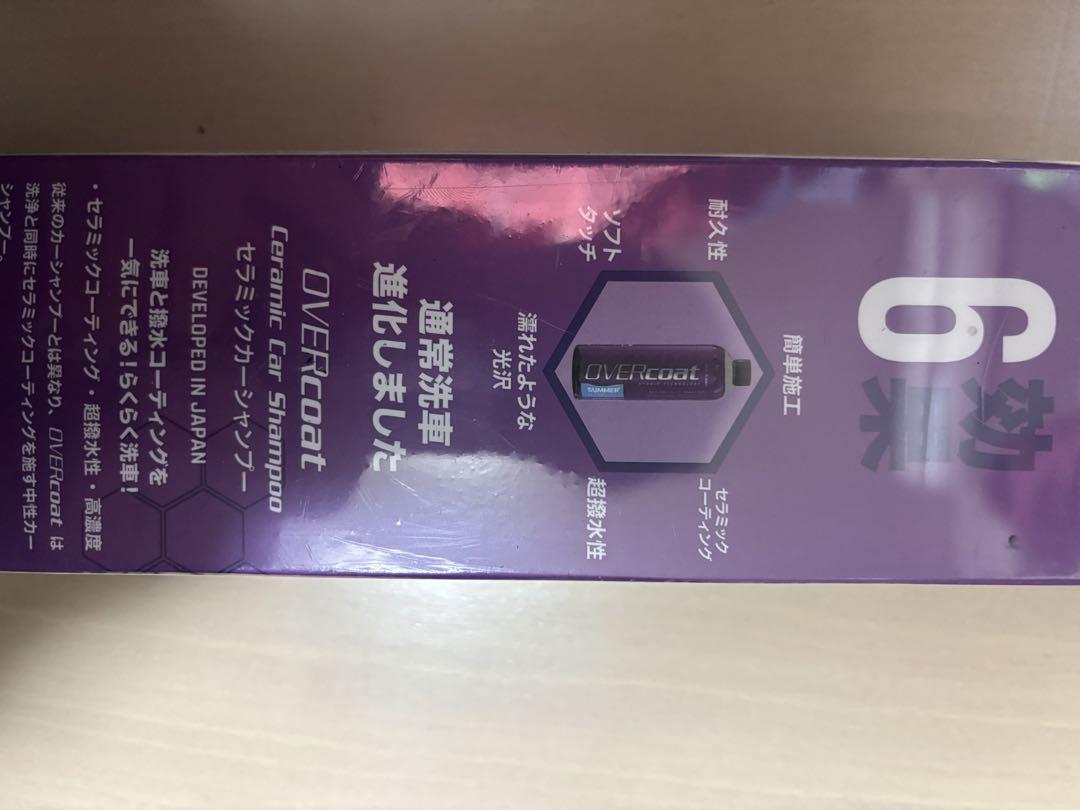 6
効果
簡単施工
耐久性
セラミック
コーティング
OVERcoat
HYBRID TECHNOLOGY
SUMMER
ソフト
タッチ
超撥水性
濡れたような
光沢
通常洗車
進化しました
OVERcoat
Ceramic Car Shampoo
セラミックカーシャンプー
DEVELOPED IN JAPAN
洗車と撥水コーティングを
一気にできる!らくらく洗車!
・セラミックコーティング・超撥水性・高濃度
従来のカーシャンプーとは異なり、OVERcoat は
洗浄と同時にセラミックコーティングを施す中性カー
シャンプー。